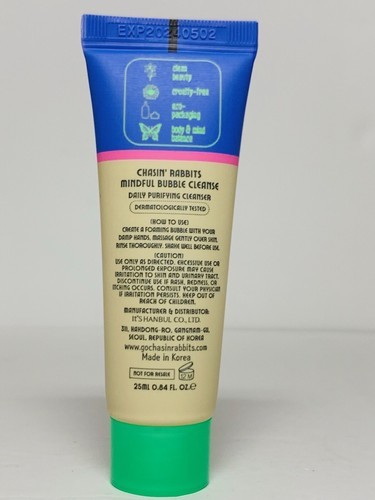 EXP20240502
clean
beauty
cruelty-free
eco-
packaging
body & mind
balance
CHASIN' RABBITS
MINDFUL BUBBLE CLEANSE
DAILY PURIFYING CLEANSER
DERMATOLOGICALLY TESTED
(HOW TO USE)
CREATE A FOAMING BUBBLE WITH YOUR
DAMP HANDS. MASSAGE GENTLY OVER SKIN.
RINSE THOROUGHLY. SHAKE WELL BEFORE USE.
(CAUTION)
USE ONLY AS DIRECTED. EXCESSIVE USE OR
PROLONGED EXPOSURE MAY CAUSE
IRRITATION TO SKIN AND URINARY TRACT.
DISCONTINUE USE IF RASH, REDNESS, OR
ITCHING OCCURS. CONSULT YOUR PHYSICAN
IF IRRITATION PERSISTS. KEEP OUT OF
REACH OF CHILDREN.
MANUFACTURER & DISTRIBUTOR:
IT'S HANBUL CO., LTD.
HAKDONG-RO, GANGNAM-GU,
SEOUL, REPUBLIC OF KOREA
www.gochasinrabbits.com
Made in Korea
NOT FOR RESALE
12 M
25ML 0.84 FL. OZ.℮